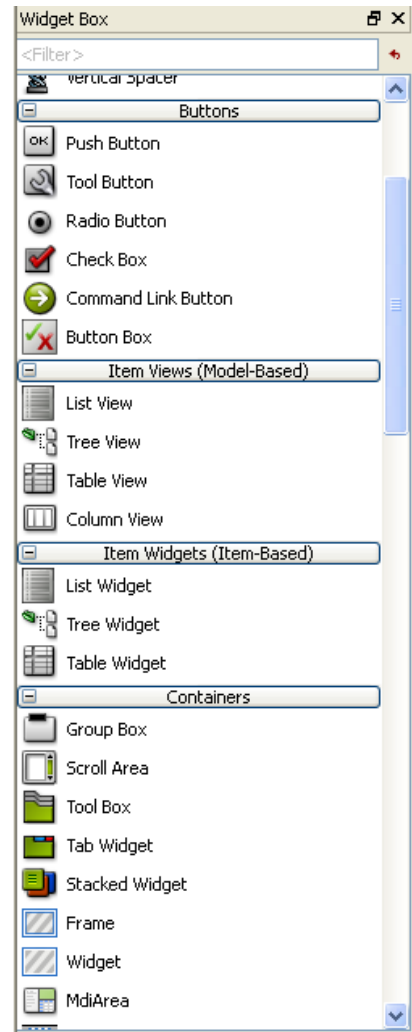 Widget Box
<Filter>
Vertical Spacer
Buttons
OK
Push Button
Tool Button
Radio Button
Check Box
Command Link Button
Button Box
Item Views (Model-Based)
List View
Tree View
Table View
Column View
Item Widgets (Item-Based)
List Widget
Tree Widget
Table Widget
Containers
Group Box
Scroll Area
Tool Box
Tab Widget
Stacked Widget
Frame
Widget
MdiArea